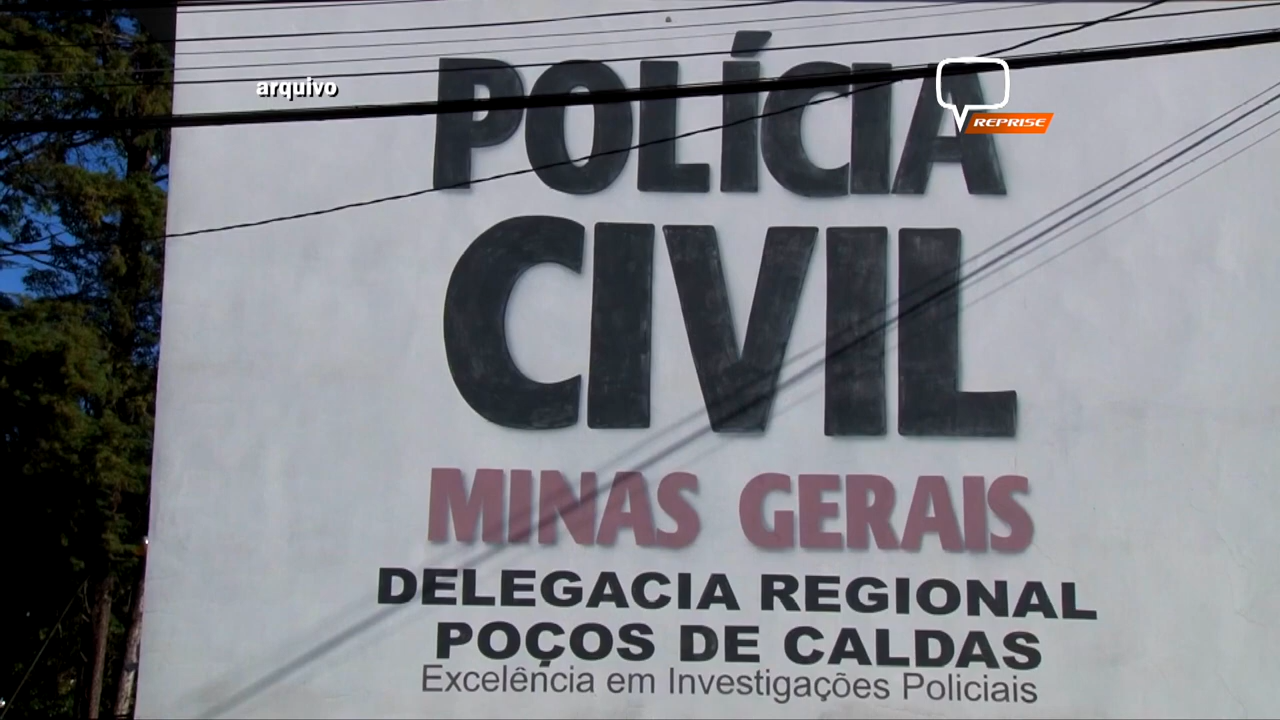 arquivo
REPRISE
POLÍCIA
CIVIL
MINAS GERAIS
DELEGACIA REGIONAL
POÇOS DE CALDAS
Excelência em Investigações Policiais